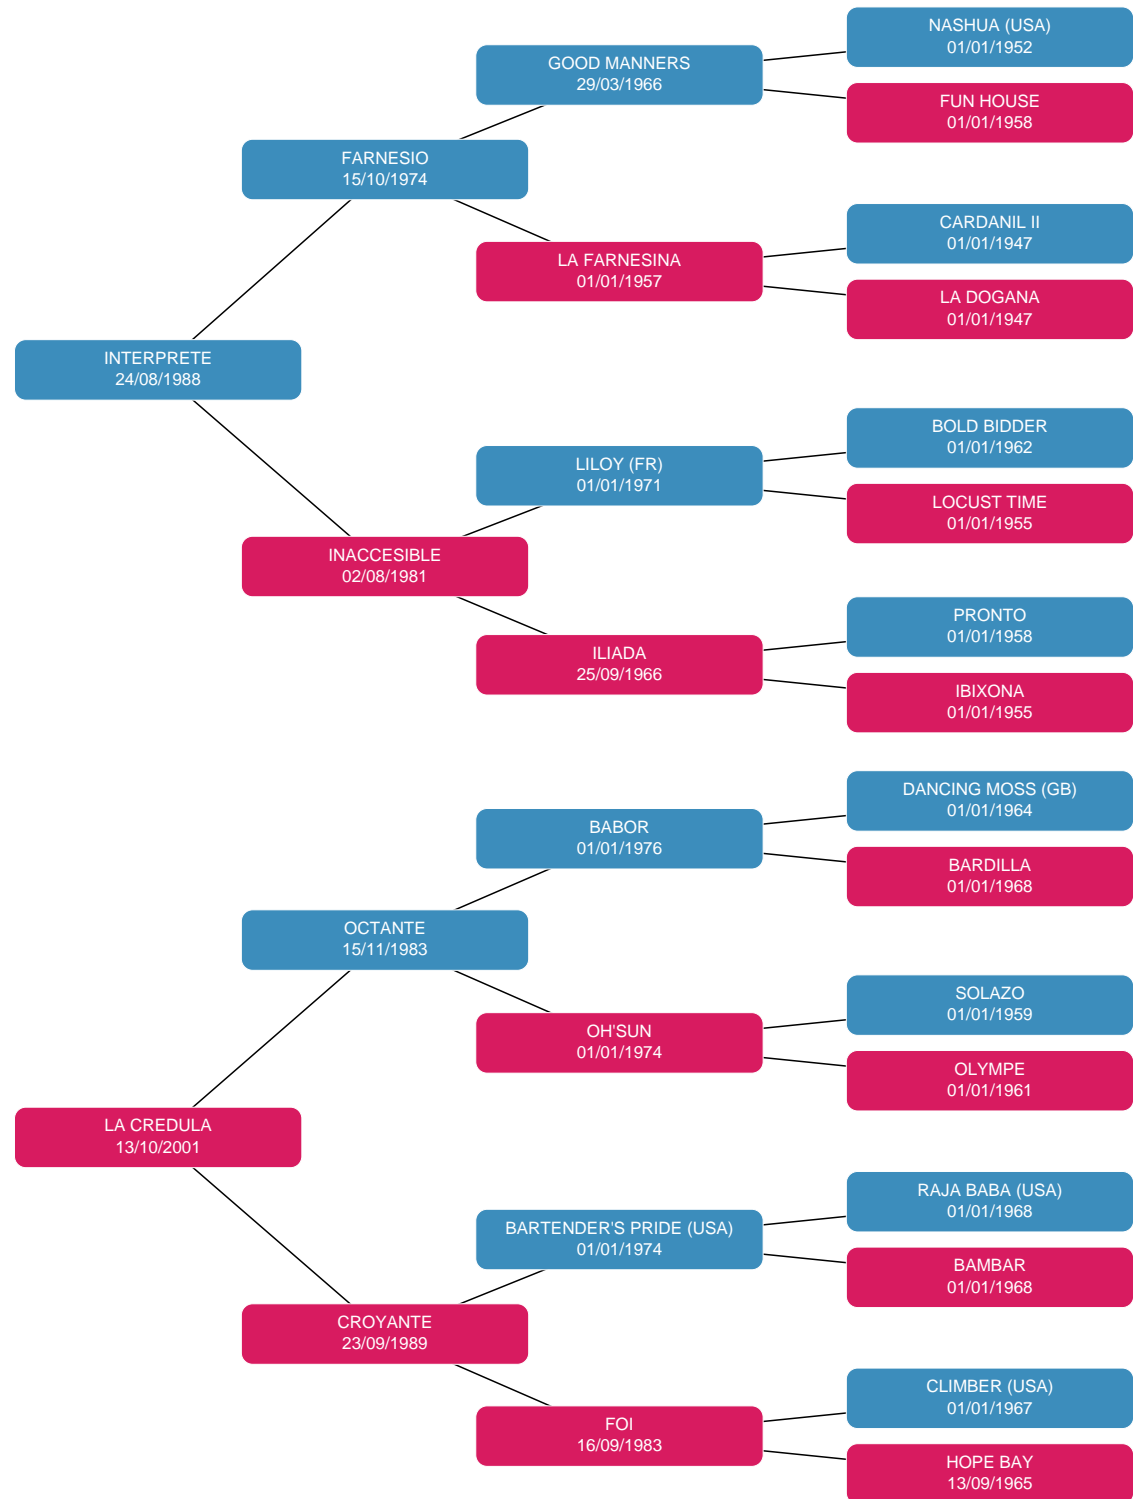 NASHUA (USA)
01/01/1952
GOOD MANNERS
29/03/1966
FUN HOUSE
01/01/1958
FARNESIO
15/10/1974
CARDANIL II
01/01/1947
LA FARNESINA
01/01/1957
LA DOGANA
01/01/1947
INTERPRETE
24/08/1988
BOLD BIDDER
01/01/1962
LILOY (FR)
01/01/1971
LOCUST TIME
01/01/1955
INACCESIBLE
02/08/1981
PRONTO
01/01/1958
ILIADA
25/09/1966
IBIXONA
01/01/1955
DANCING MOSS (GB)
01/01/1964
BABOR
01/01/1976
BARDILLA
01/01/1968
OCTANTE
15/11/1983
SOLAZO
01/01/1959
OH'SUN
01/01/1974
OLYMPE
01/01/1961
LA CREDULA
13/10/2001
RAJA BABA (USA)
01/01/1968
BARTENDER'S PRIDE (USA)
01/01/1974
BAMBAR
01/01/1968
CROYANTE
23/09/1989
CLIMBER (USA)
01/01/1967
FOI
16/09/1983
HOPE BAY
13/09/1965